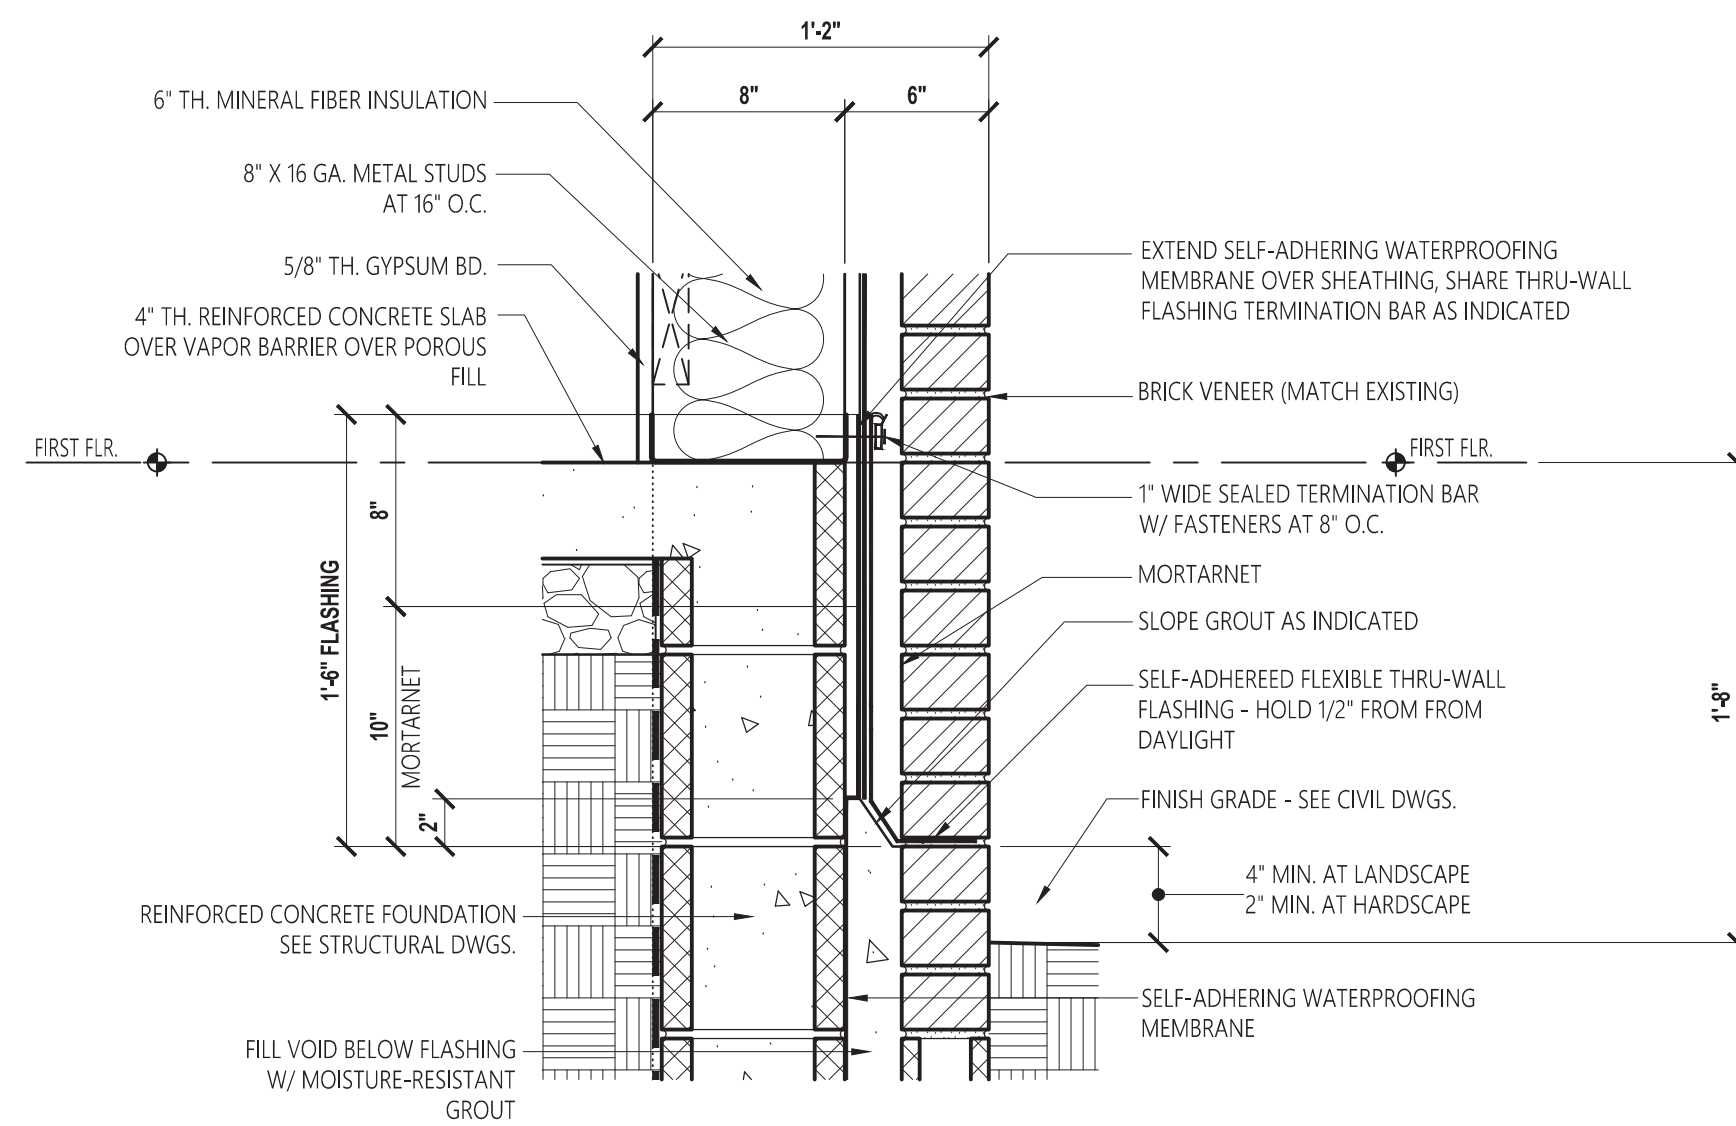 1'-2"
8"
6"
6" TH. MINERAL FIBER INSULATION
8" X 16 GA. METAL STUDS
AT 16" O.C.
5/8" TH. GYPSUM BD.
4" TH. REINFORCED CONCRETE SLAB
OVER VAPOR BARRIER OVER POROUS
FILL
FIRST FLR.
8"
1'-6" FLASHING
10"
MORTARNET
2"
REINFORCED CONCRETE FOUNDATION
SEE STRUCTURAL DWGS.
FILL VOID BELOW FLASHING
W/ MOISTURE-RESISTANT
GROUT
EXTEND SELF-ADHERING WATERPROOFING
MEMBRANE OVER SHEATHING, SHARE THRU-WALL
FLASHING TERMINATION BAR AS INDICATED
BRICK VENEER (MATCH EXISTING)
FIRST FLR.
1" WIDE SEALED TERMINATION BAR
W/ FASTENERS AT 8" O.C.
MORTARNET
SLOPE GROUT AS INDICATED
SELF-ADHEREED FLEXIBLE THRU-WALL
FLASHING - HOLD 1/2" FROM FROM
DAYLIGHT
1'-8"
FINISH GRADE - SEE CIVIL DWGS.
4" MIN. AT LANDSCAPE
2" MIN. AT HARDSCAPE
SELF-ADHERING WATERPROOFING
MEMBRANE